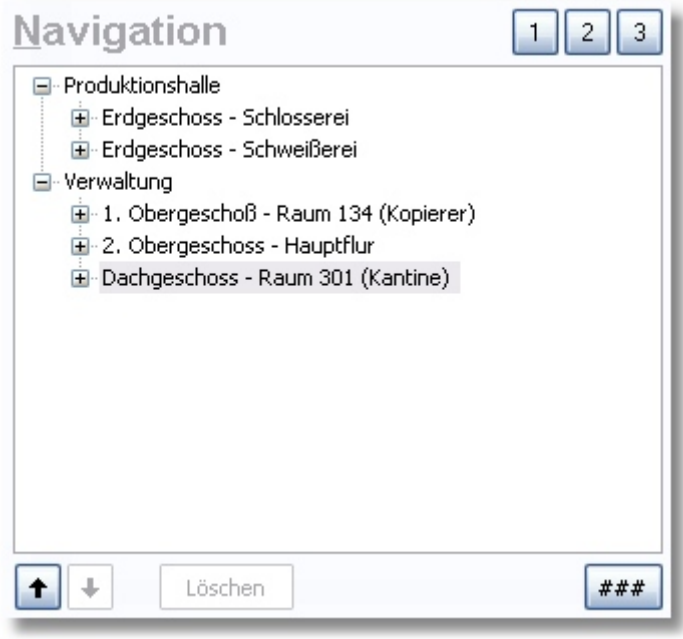 Navigation
1 2 3
Produktionshalle
Erdgeschoss - Schlosserei
Erdgeschoss - Schweißerei
Verwaltung
1. Obergeschoß - Raum 134 (Kopierer)
2. Obergeschoss - Hauptflur
Dachgeschoss - Raum 301 (Kantine)
Löschen ###